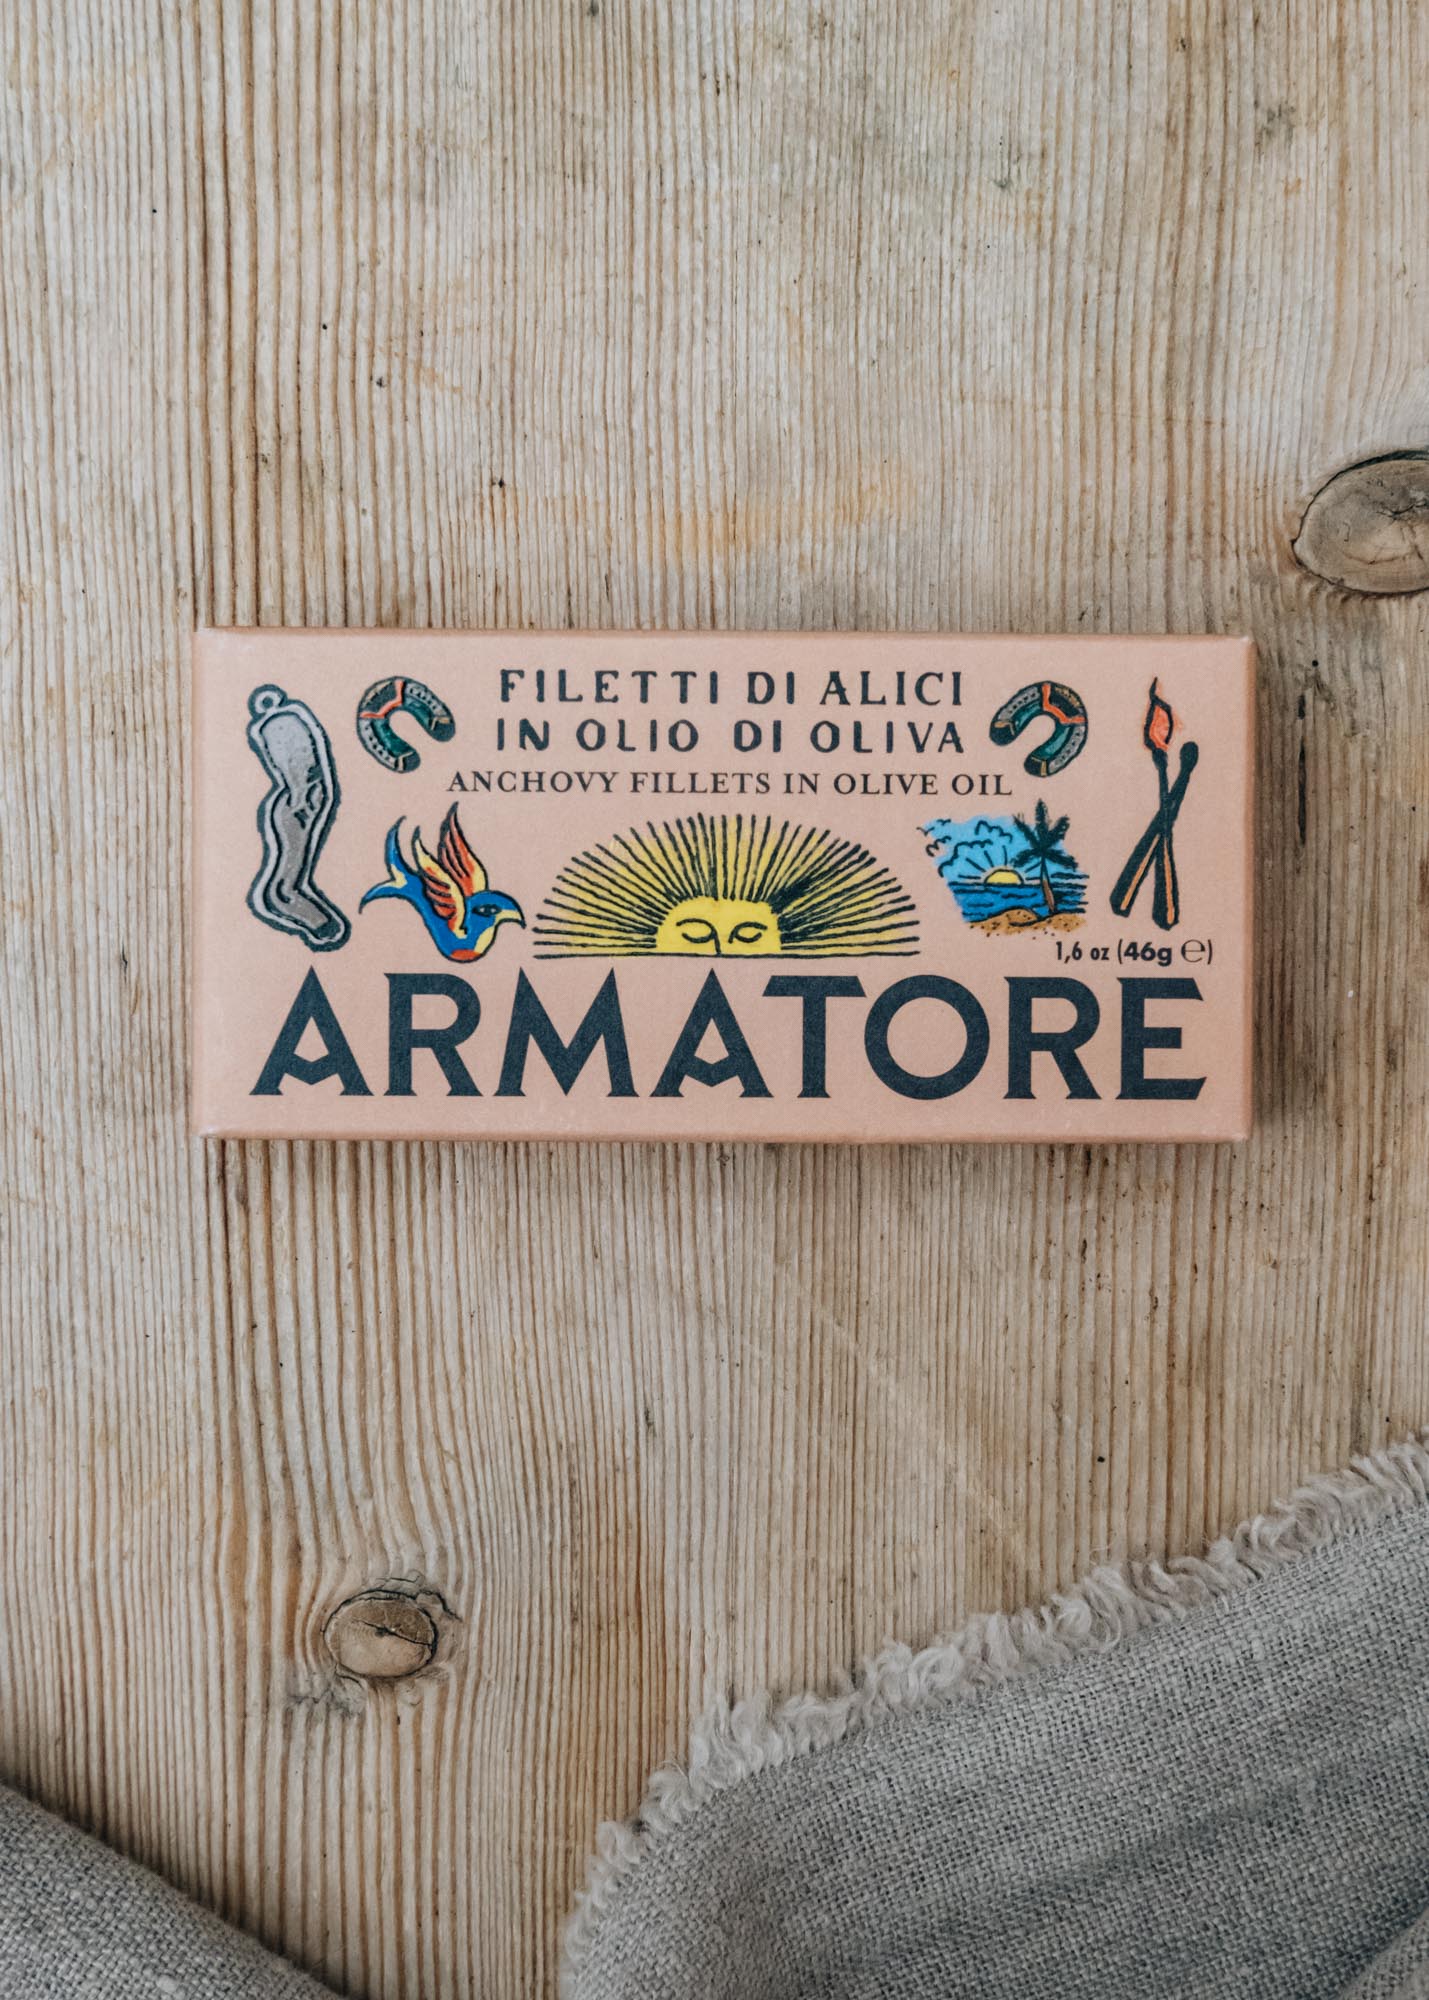 FILETTI DI ALICI
IN OLIO DI OLIVA
ANCHOVY FILLETS IN OLIVE OIL
1,6 oz (46g ℮)
ARMATORE